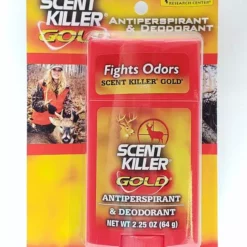 RESEARCH CENTER
SCENT
KILLER
GOLD
ANTIPERSPIRANT
& DEODORANT
Fights Odors
SCENT KILLER GOLD®
SCENT
KILLER
GOLD®
ANTIPERSPIRANT
& DEODORANT
NET WT 2.25 OZ (64 g)